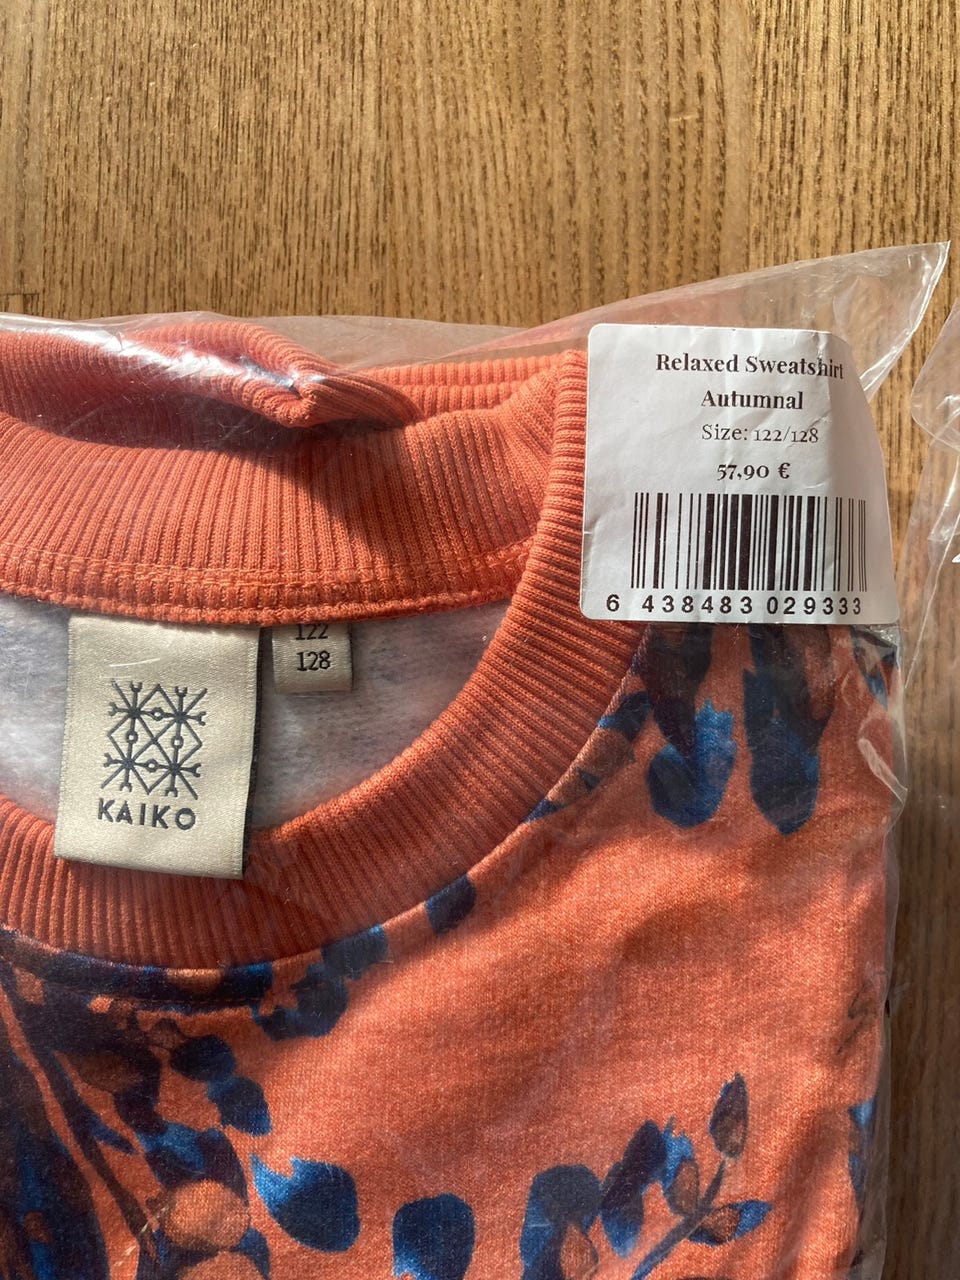 Relaxed Sweatshirt
Autumnal
Size: 122/128
57,90 €
6 438483 029333
122
128
KAIKO